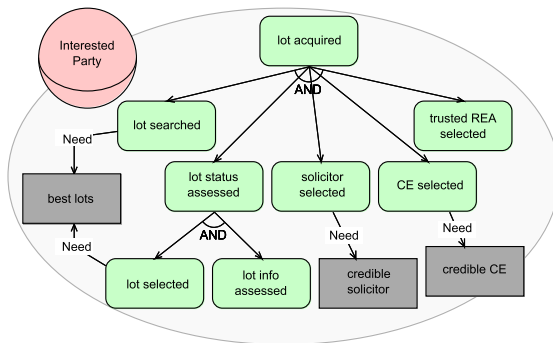 Interested
Party
lot acquired
AND
lot searched
trusted REA
selected
Need
lot status
assessed
solicitor
selected
CE selected
best lots
AND
Need
Need
Need
lot selected
lot info
assessed
credible
solicitor
credible CE